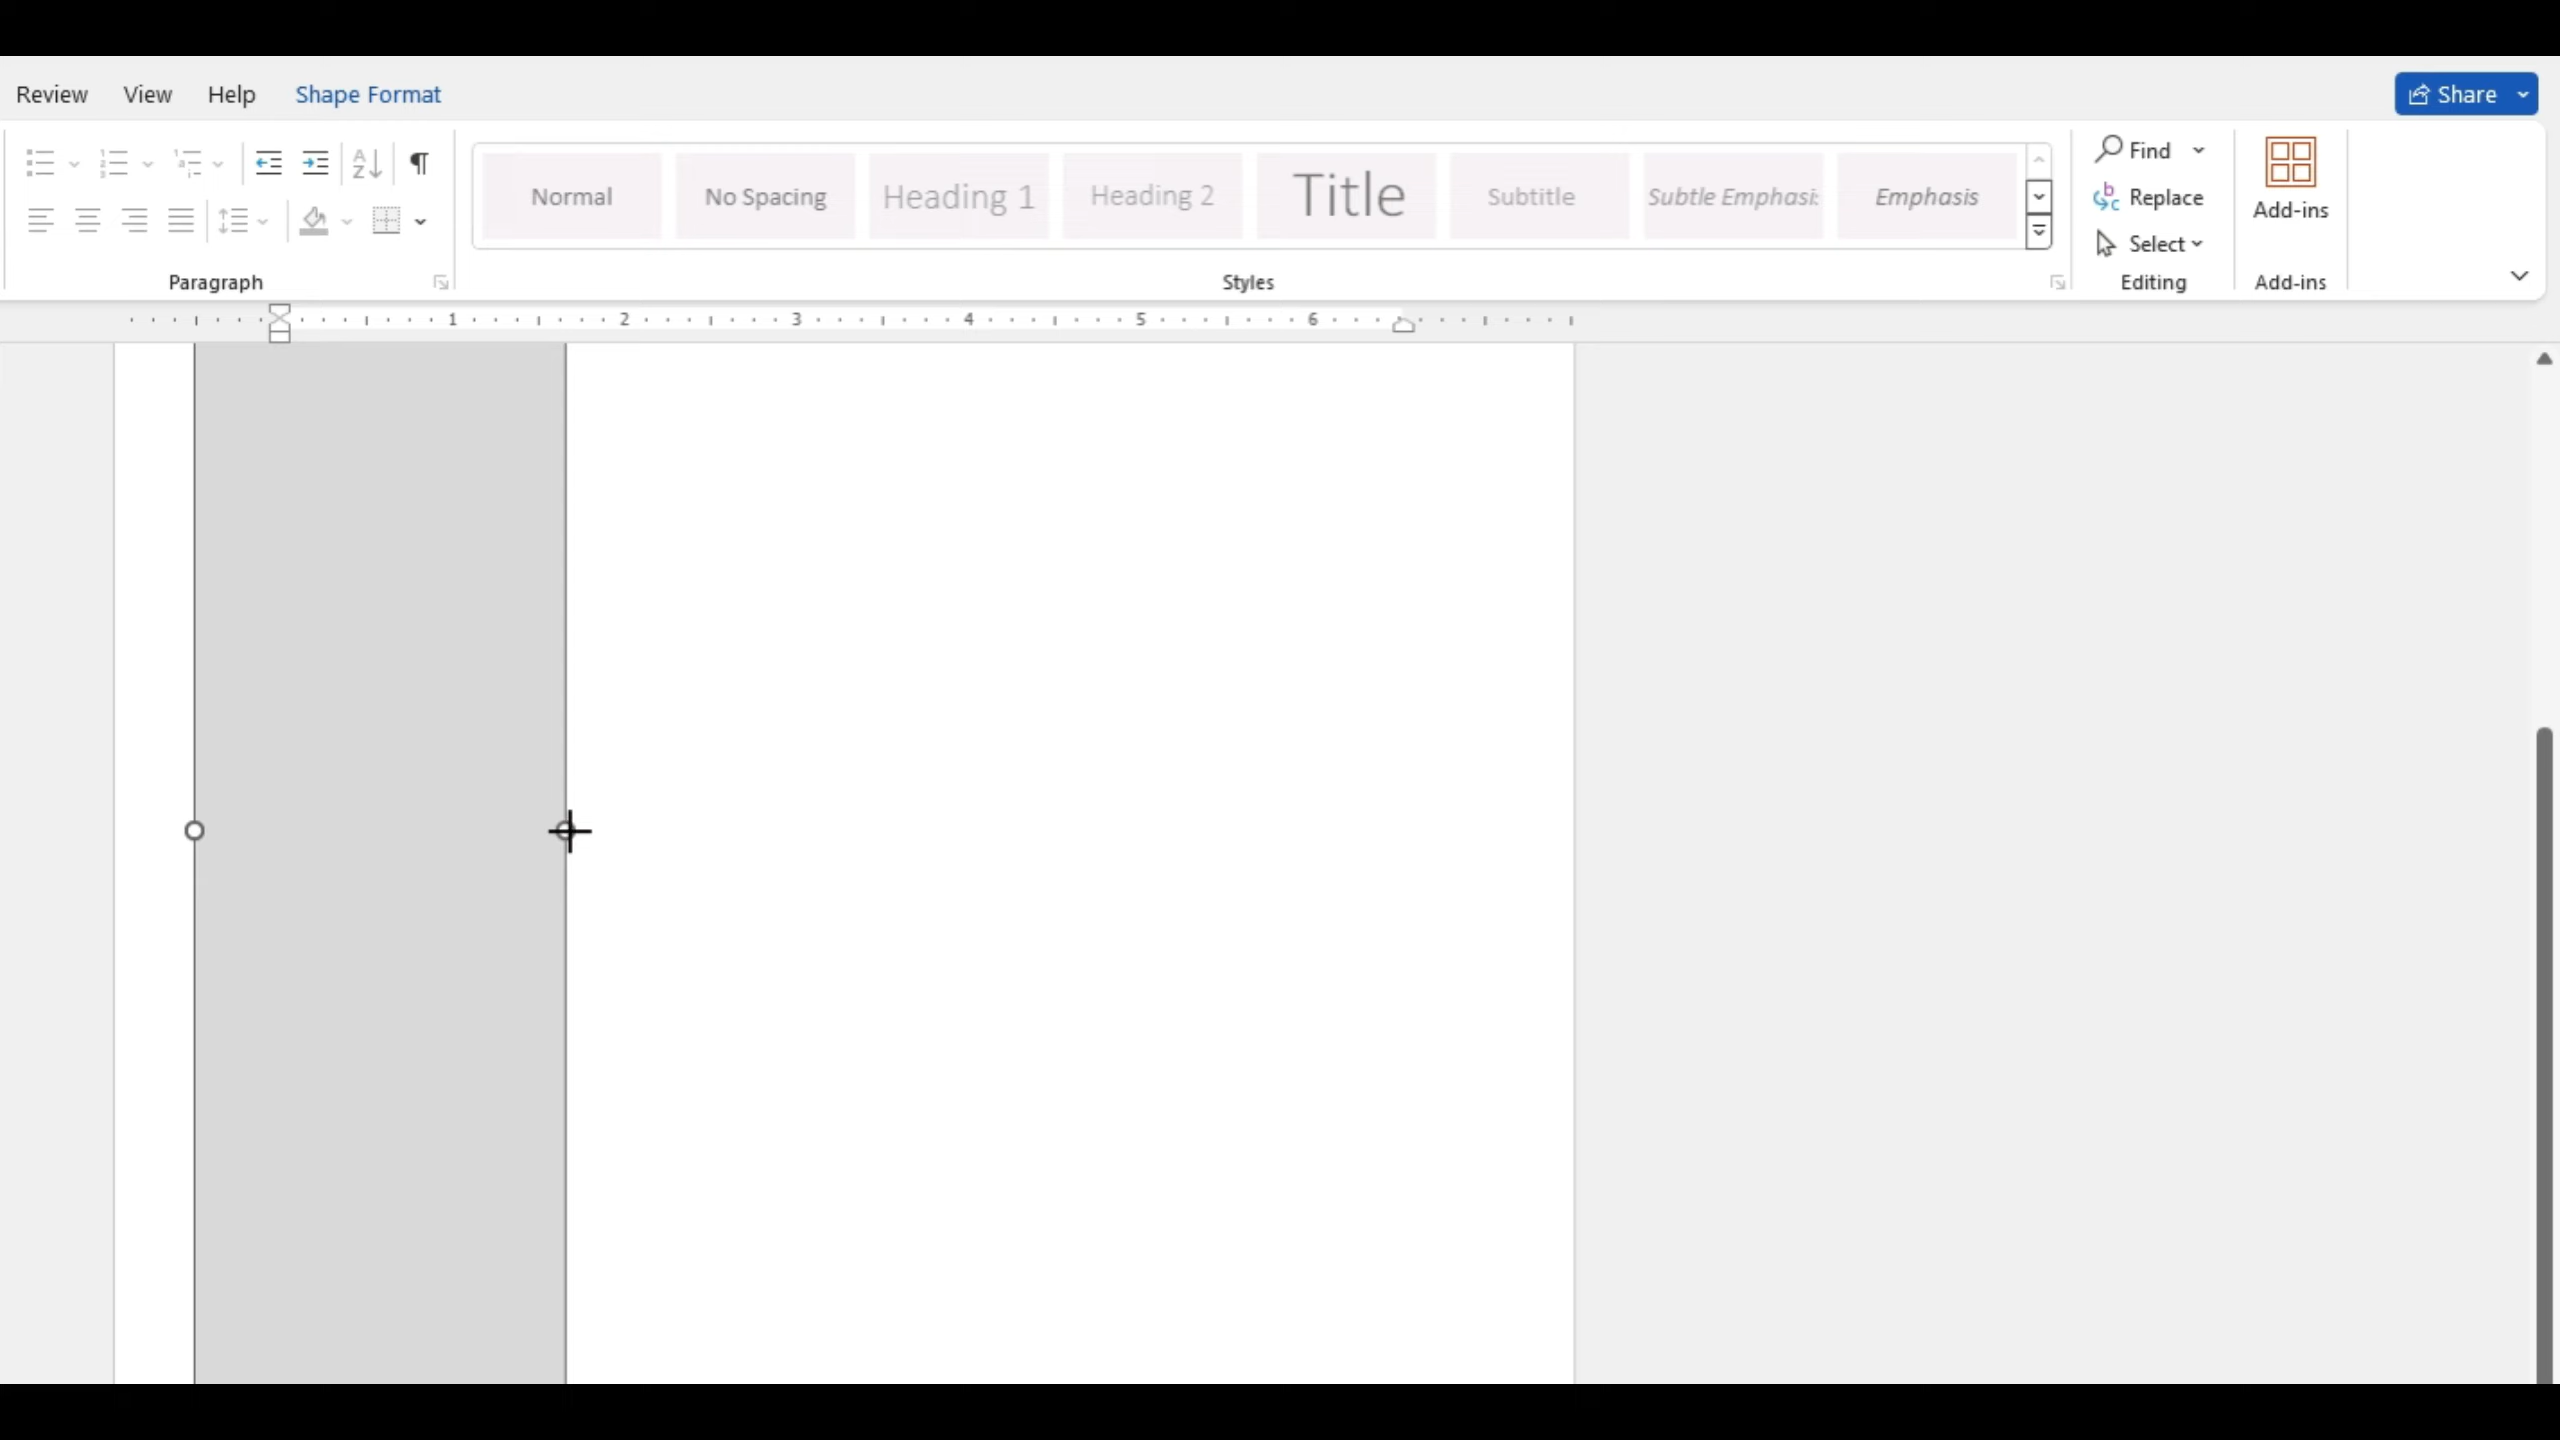 Review View Help Shape Format Share
Normal No Spacing Heading 1 Heading 2 Title Subtitle Subtle Emphasis Emphasis
Find
Replace
Select
Add-ins
Paragraph Styles Editing Add-ins
1 2 3 4 5 6